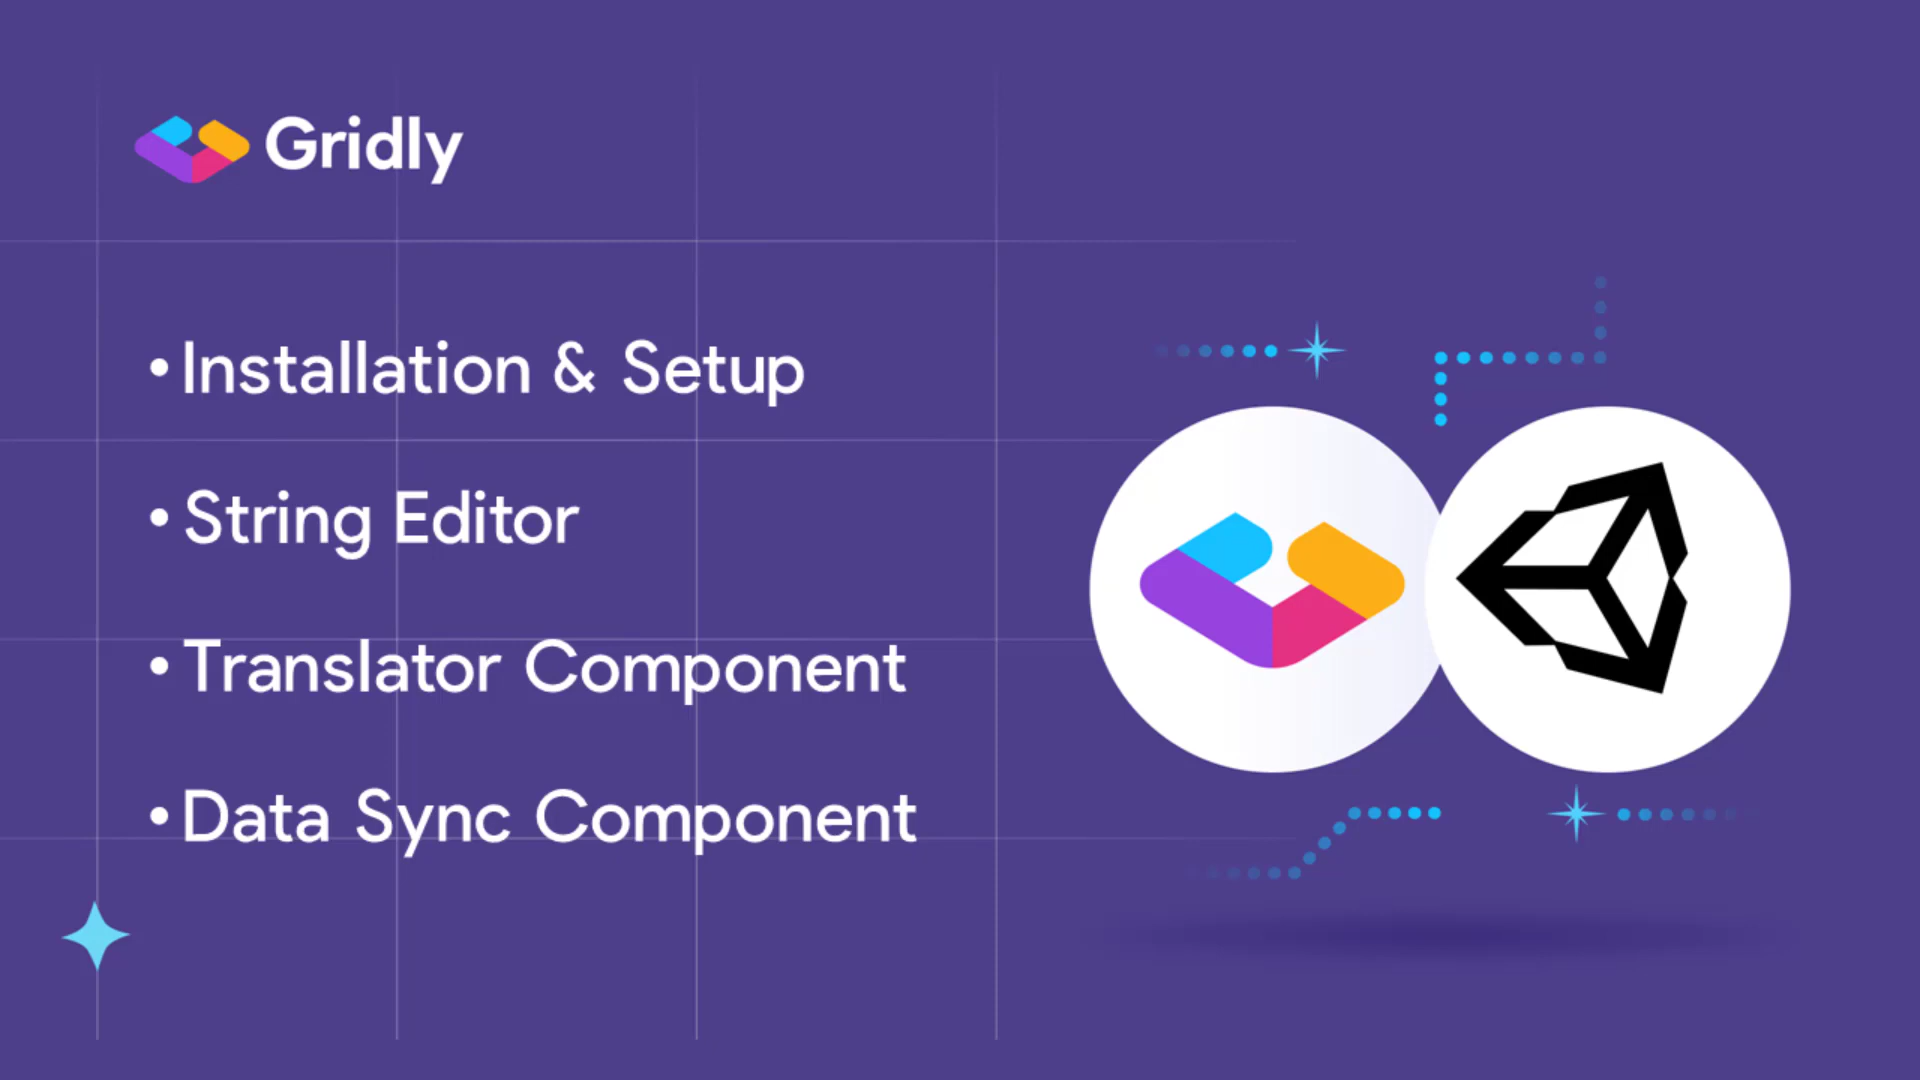 Gridly
• Installation & Setup
• String Editor
• Translator Component
• Data Sync Component